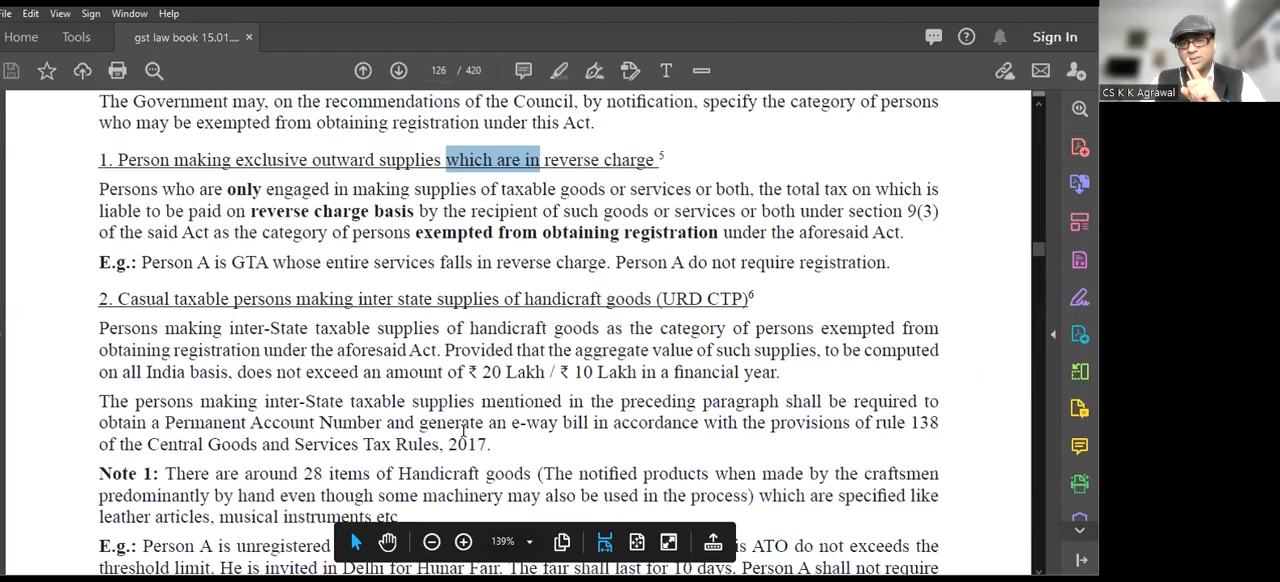 File Edit View Sign Window Help
Home Tools gst law book 15.01.... × Sign In
126 / 420
The Government may, on the recommendations of the Council, by notification, specify the category of persons
who may be exempted from obtaining registration under this Act.
1. Person making exclusive outward supplies which are in reverse charge 5
Persons who are only engaged in making supplies of taxable goods or services or both, the total tax on which is
liable to be paid on reverse charge basis by the recipient of such goods or services or both under section 9(3)
of the said Act as the category of persons exempted from obtaining registration under the aforesaid Act.
E.g.: Person A is GTA whose entire services falls in reverse charge. Person A do not require registration.
2. Casual taxable persons making inter state supplies of handicraft goods (URD CTP)6
Persons making inter-State taxable supplies of handicraft goods as the category of persons exempted from
obtaining registration under the aforesaid Act. Provided that the aggregate value of such supplies, to be computed
on all India basis, does not exceed an amount of ₹ 20 Lakh / ₹ 10 Lakh in a financial year.
The persons making inter-State taxable supplies mentioned in the preceding paragraph shall be required to
obtain a Permanent Account Number and generate an e-way bill in accordance with the provisions of rule 138
of the Central Goods and Services Tax Rules, 2017.
Note 1: There are around 28 items of Handicraft goods (The notified products when made by the craftsmen
predominantly by hand even though some machinery may also be used in the process) which are specified like
leather articles, musical instruments etc
E.g.: Person A is unregistered is ATO do not exceeds the
threshold limit. He is invited in Delhi for Hunar Fair. The fair shall last for 10 days. Person A shall not require
139%
CS K K Agrawal